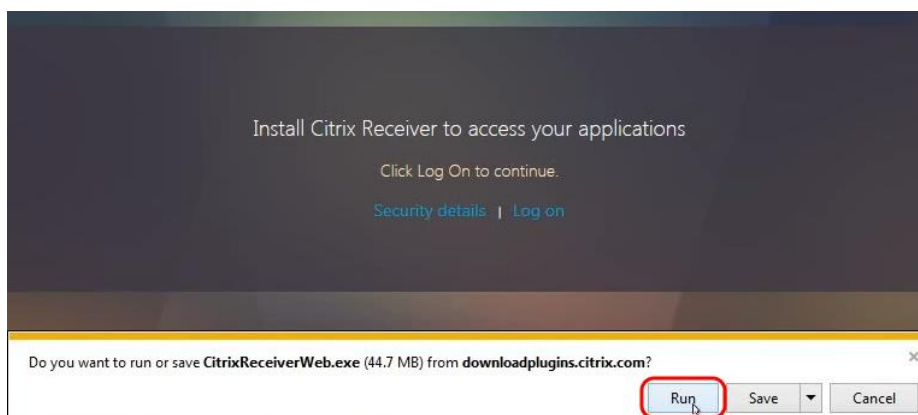 Install Citrix Receiver to access your applications
Click Log On to continue.
Security details | Log on
Do you want to run or save CitrixReceiverWeb.exe (44.7 MB) from downloadplugins.citrix.com?
Run Save Cancel